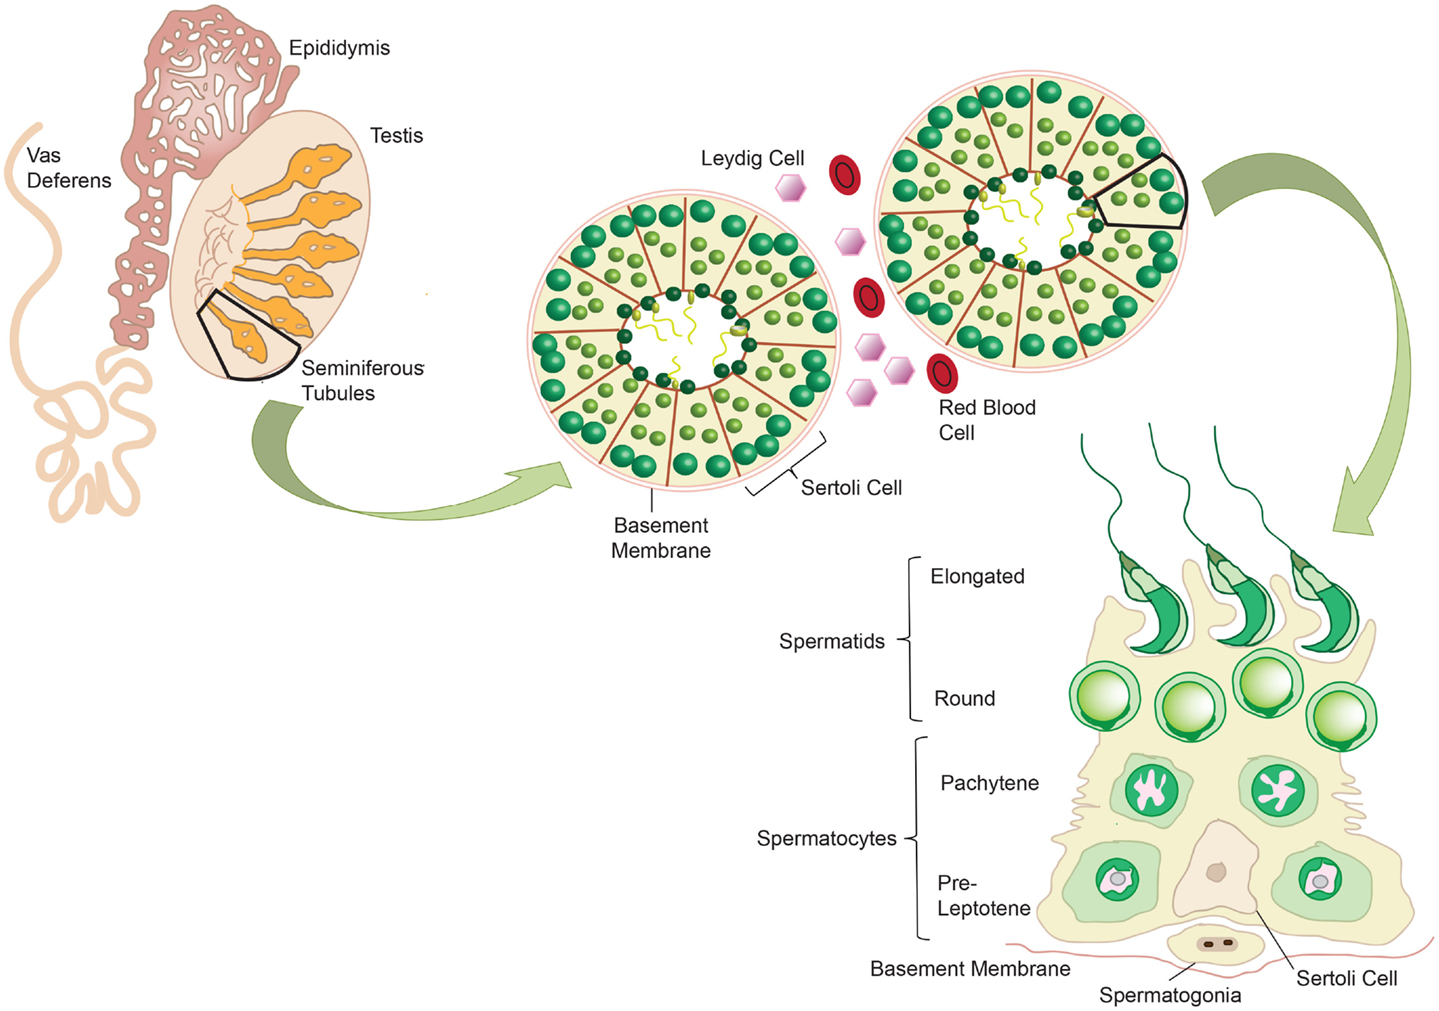 Epididymis
Testis
Vas
Deferens
Seminiferous
Tubules
Leydig Cell
Red Blood
Cell
Sertoli Cell
Basement
Membrane
Elongated
Spermatids
Round
Pachytene
Spermatocytes
Pre-
Leptotene
Basement Membrane
Spermatogonia
Sertoli Cell